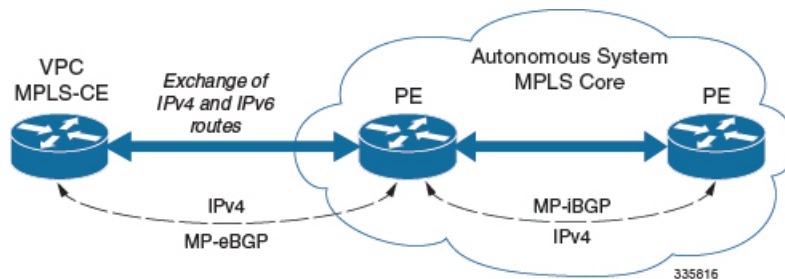 VPC
MPLS-CE
Exchange of
IPv4 and IPv6
routes
PE
Autonomous System
MPLS Core
PE
IPv4
MP-eBGP
MP-iBGP
IPv4
335816